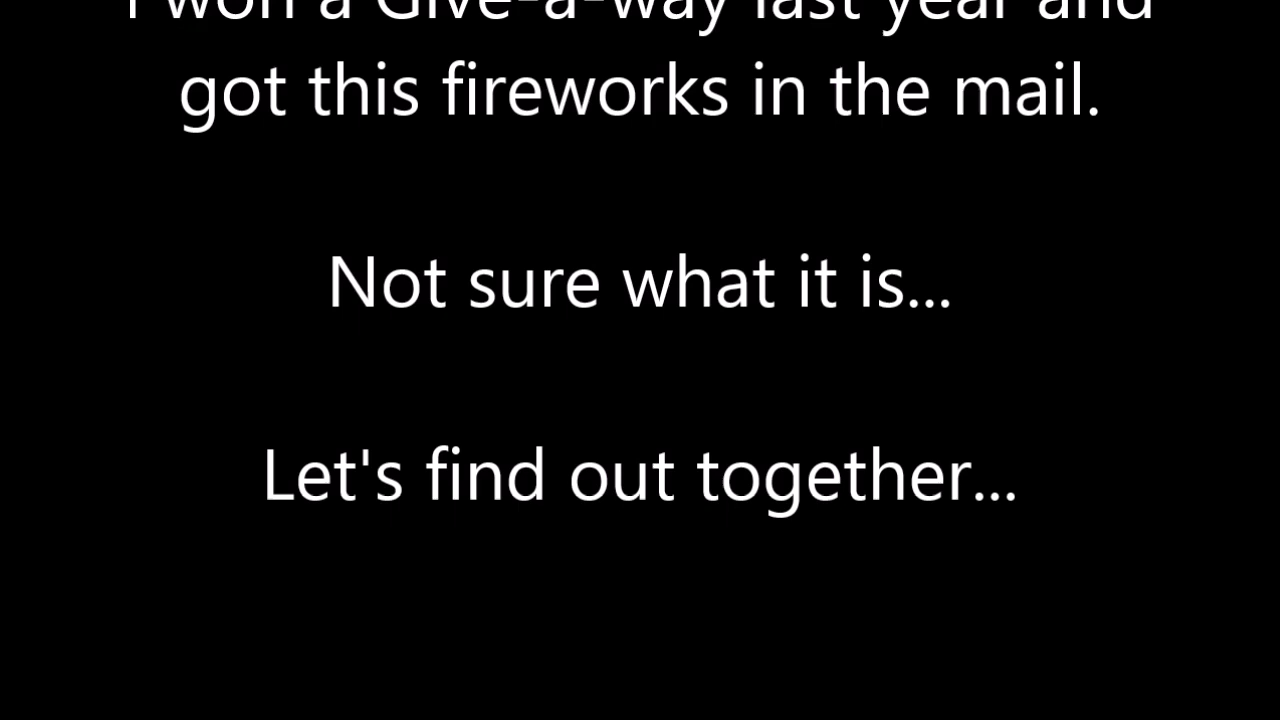 I won a Give-a-way last year and
got this fireworks in the mail.
Not sure what it is...
Let's find out together...